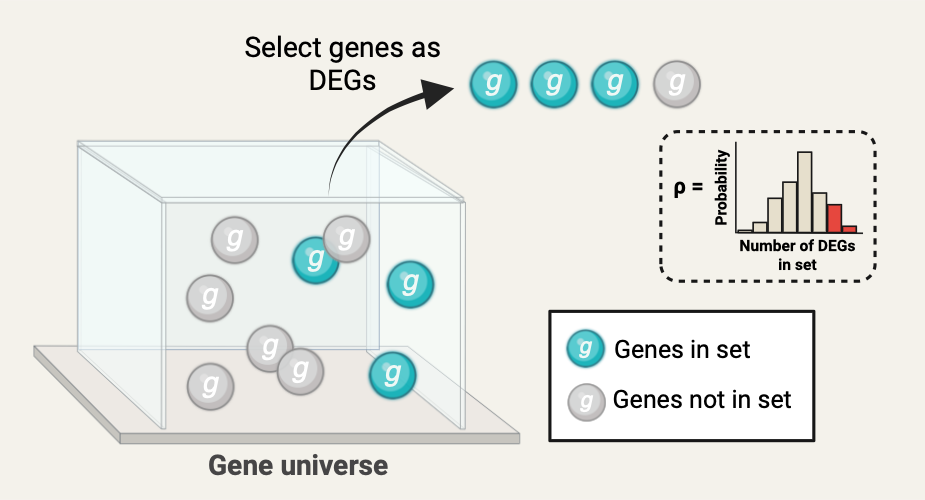 Select genes as
DEGs
g g g g
ρ =
Probability
Number of DEGs
in set
g
g
g
g
g
g
g
g
g
g
g Genes in set
g Genes not in set
Gene universe